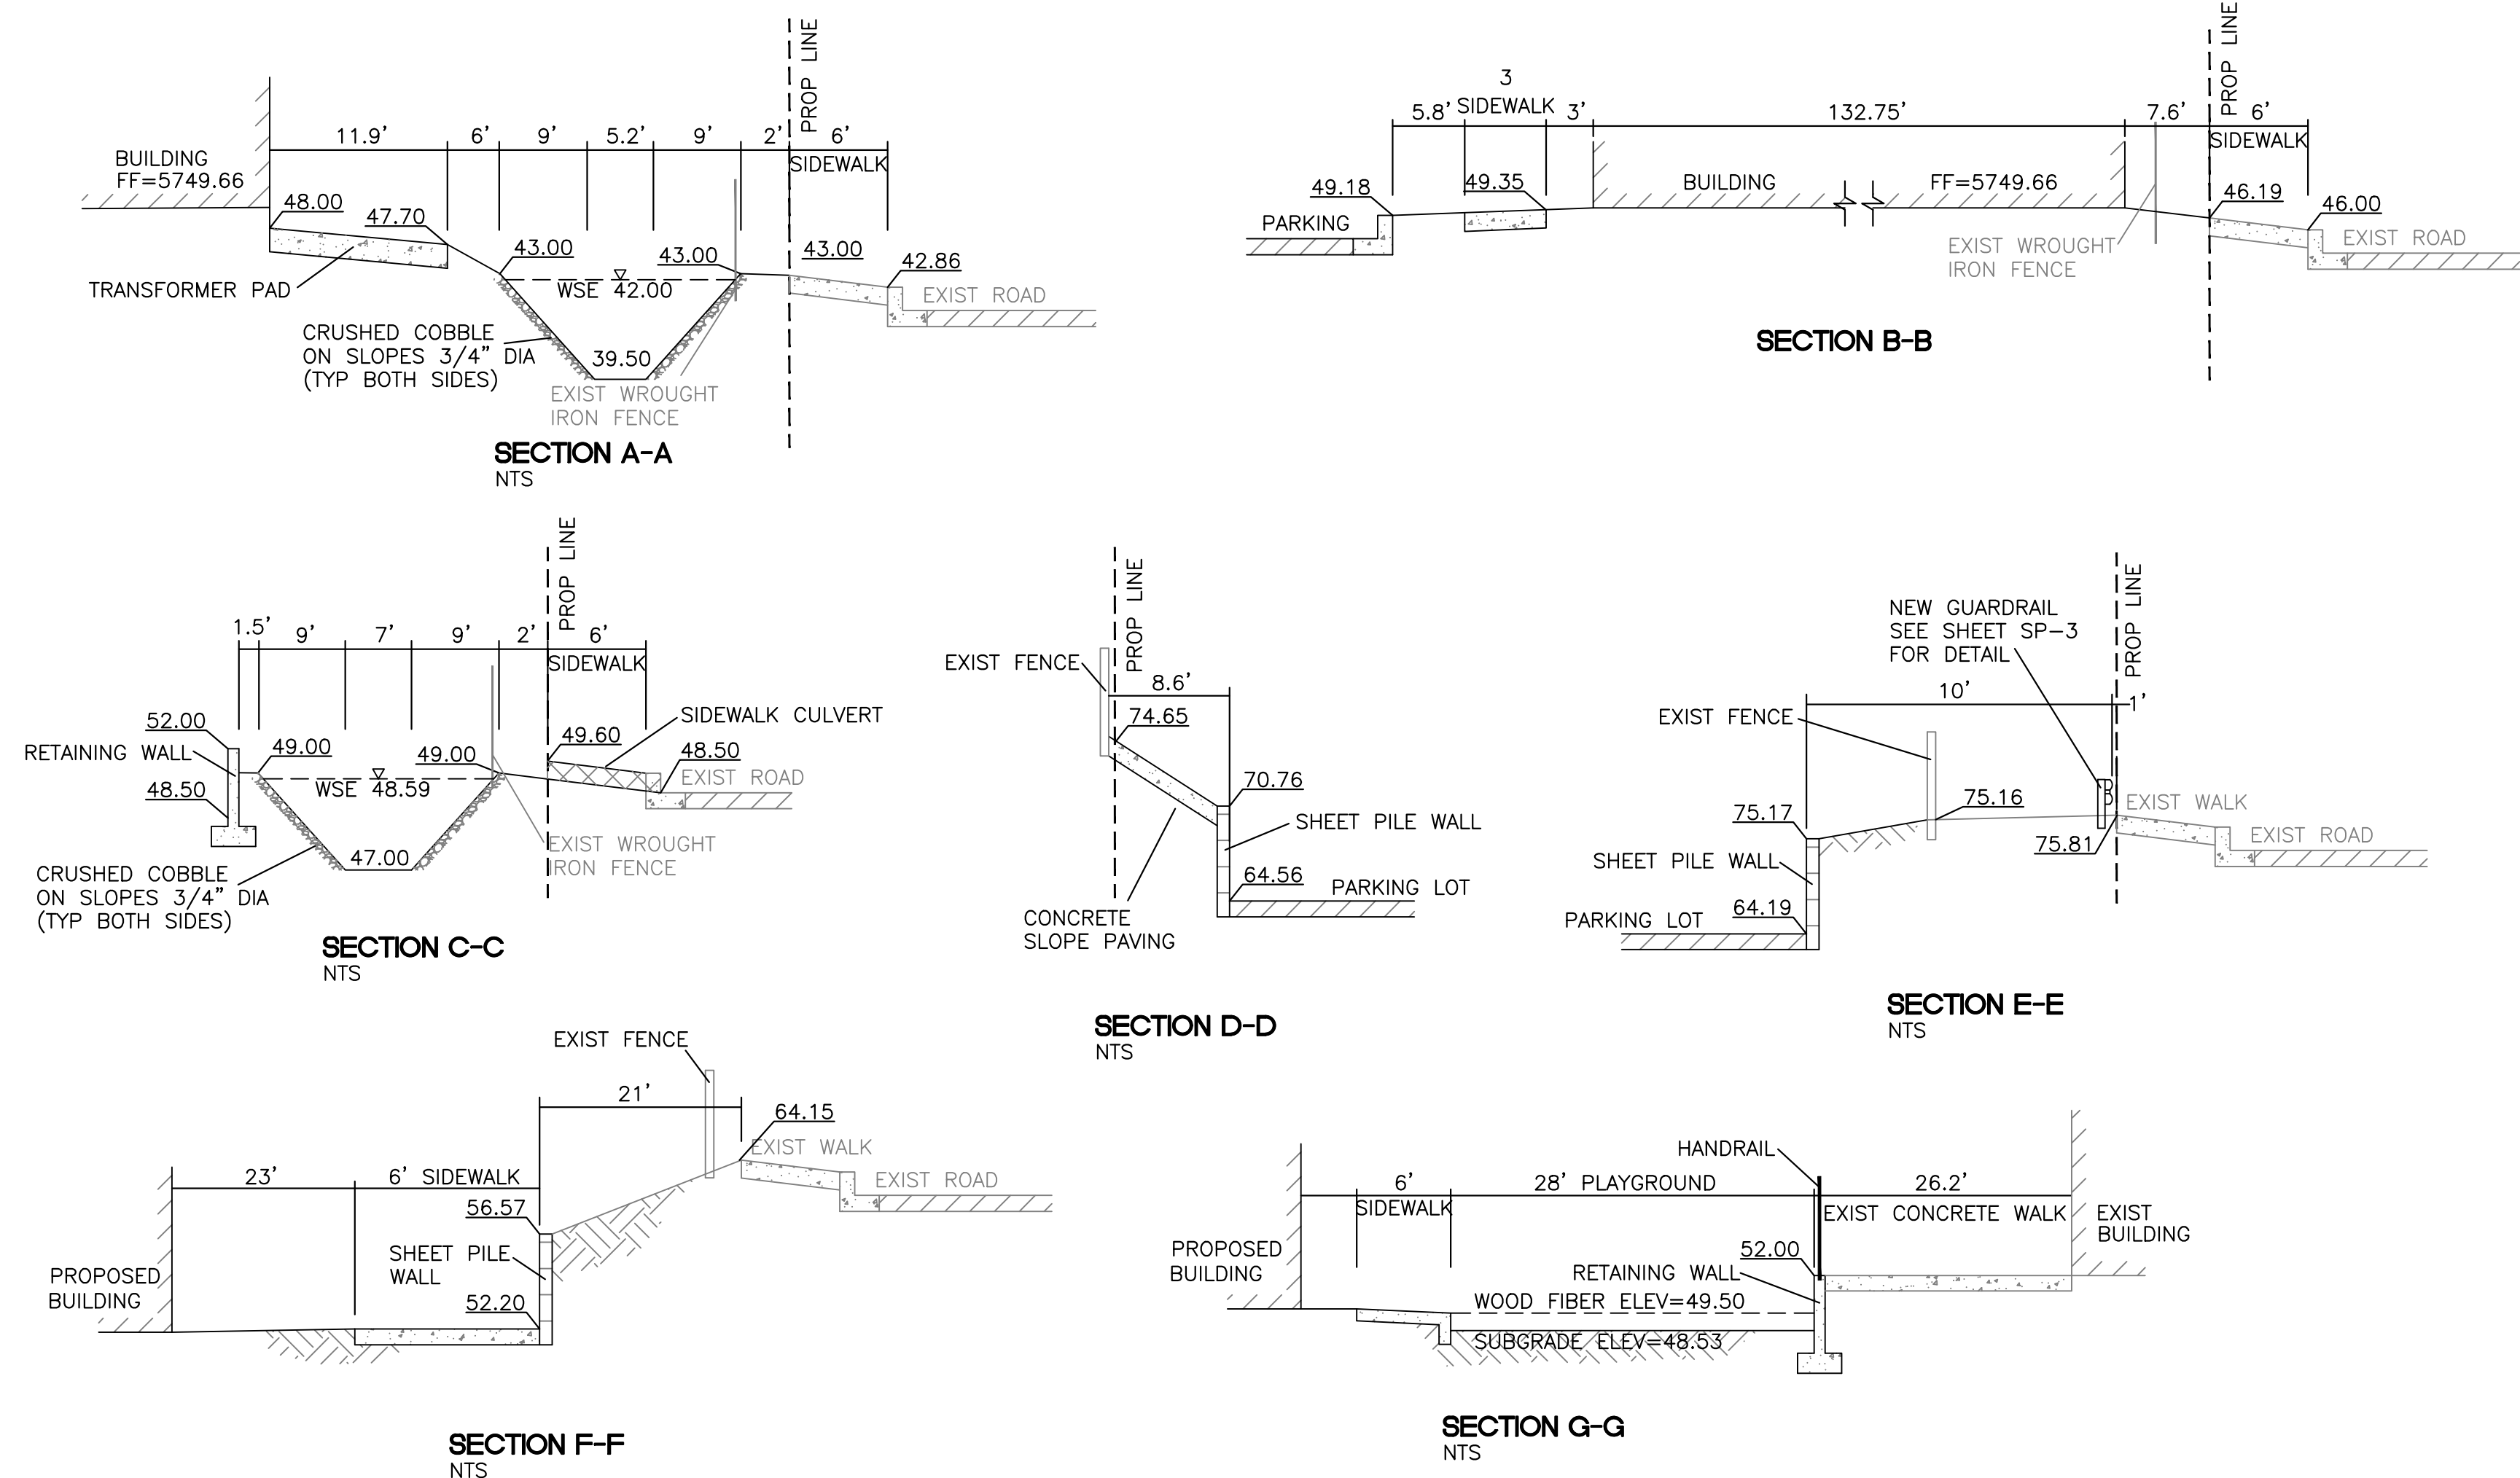 PROP LINE
11.9'
6'
9'
5.2'
9'
2'
6'
SIDEWALK
BUILDING
FF=5749.66
48.00
47.70
43.00
43.00
43.00
42.86
WSE 42.00
TRANSFORMER PAD
EXIST ROAD
CRUSHED COBBLE
ON SLOPES 3/4" DIA
(TYP BOTH SIDES)
39.50
EXIST WROUGHT
IRON FENCE
SECTION A-A
NTS
PROP LINE
3
5.8'
SIDEWALK
3'
132.75'
7.6'
6'
SIDEWALK
49.18
49.35
BUILDING
FF=5749.66
46.19
46.00
PARKING
EXIST WROUGHT
IRON FENCE
EXIST ROAD
SECTION B-B
PROP LINE
1.5'
9'
7'
9'
2'
6'
SIDEWALK
52.00
RETAINING WALL
49.00
49.00
49.60
SIDEWALK CULVERT
48.50
EXIST ROAD
48.50
WSE 48.59
47.00
EXIST WROUGHT
IRON FENCE
CRUSHED COBBLE
ON SLOPES 3/4" DIA
(TYP BOTH SIDES)
SECTION C-C
NTS
PROP LINE
EXIST FENCE
8.6'
74.65
70.76
SHEET PILE WALL
64.56
PARKING LOT
CONCRETE
SLOPE PAVING
SECTION D-D
NTS
PROP LINE
NEW GUARDRAIL
SEE SHEET SP-3
FOR DETAIL
10'
1'
EXIST FENCE
75.17
75.16
EXIST WALK
75.81
EXIST ROAD
SHEET PILE WALL
PARKING LOT
64.19
SECTION E-E
NTS
EXIST FENCE
21'
64.15
EXIST WALK
EXIST ROAD
23'
6' SIDEWALK
56.57
SHEET PILE
WALL
52.20
PROPOSED
BUILDING
SECTION F-F
NTS
HANDRAIL
6'
SIDEWALK
28' PLAYGROUND
26.2'
EXIST CONCRETE WALK
EXIST
BUILDING
PROPOSED
BUILDING
52.00
RETAINING WALL
WOOD FIBER ELEV=49.50
SUBGRADE ELEV=48.53
SECTION G-G
NTS